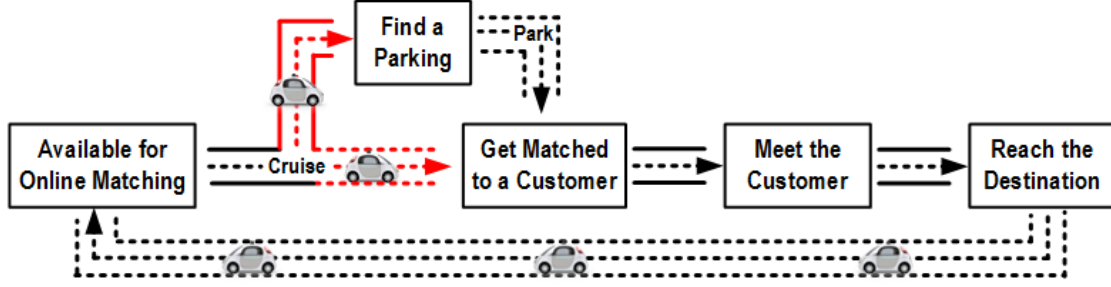 Find a
Parking
Park
Available for
Online Matching
Cruise
Get Matched
to a Customer
Meet the
Customer
Reach the
Destination